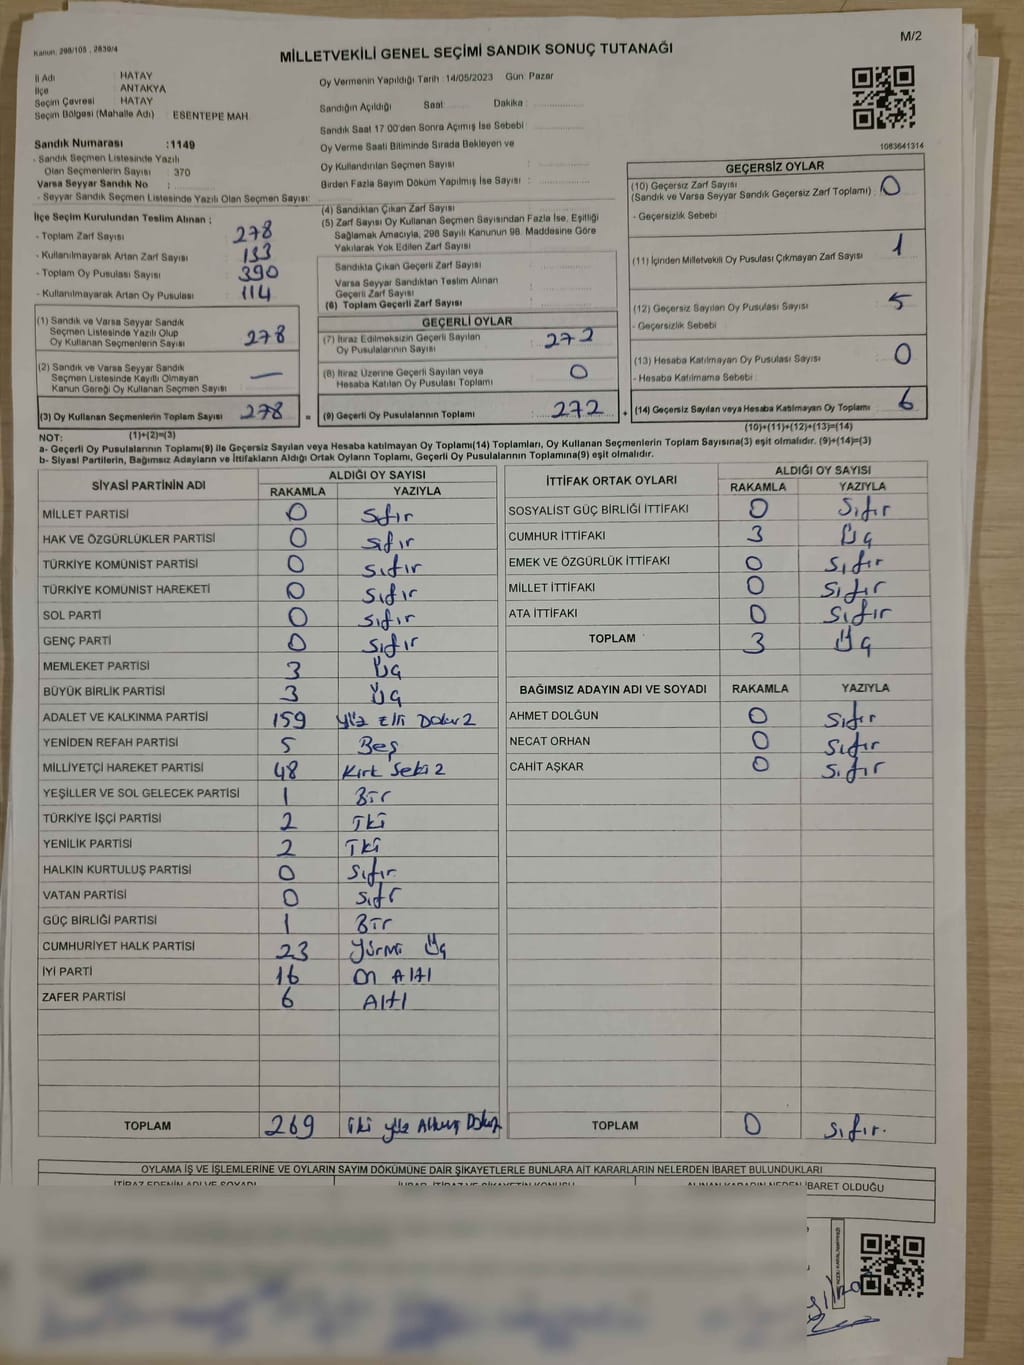 Kanun: 298/105 , 2839/4
M/2
MİLLETVEKİLİ GENEL SEÇİMİ SANDIK SONUÇ TUTANAĞI
İl Adı : HATAY
İlçe : ANTAKYA
Seçim Çevresi : HATAY
Seçim Bölgesi (Mahalle Adı) : ESENTEPE MAH.
Sandık Numarası :1149
- Sandık Seçmen Listesinde Yazılı
Olan Seçmenlerin Sayısı : 370
Varsa Seyyar Sandık No :
- Seyyar Sandık Seçmen Listesinde Yazılı Olan Seçmen Sayısı:
Oy Vermenin Yapıldığı Tarih : 14/05/2023 Gün: Pazar
Sandığın Açıldığı Saat: Dakika :
Sandık Saat 17:00'den Sonra Açılmış İse Sebebi :
Oy Verme Saati Bitiminde Sırada Bekleyen ve
Oy Kullandırılan Seçmen Sayısı :
Birden Fazla Sayım Döküm Yapılmış İse Sayısı :
1083641314
İlçe Seçim Kurulundan Teslim Alınan :
- Toplam Zarf Sayısı : 278
- Kullanılmayarak Artan Zarf Sayısı : 133
- Toplam Oy Pusulası Sayısı : 390
- Kullanılmayarak Artan Oy Pusulası : 114
(1) Sandık ve Varsa Seyyar Sandık
Seçmen Listesinde Yazılı Olup
Oy Kullanan Seçmenlerin Sayısı : 278
(2) Sandık ve Varsa Seyyar Sandık
Seçmen Listesinde Kayıtlı Olmayan
Kanun Gereği Oy Kullanan Seçmen Sayısı : —
(3) Oy Kullanan Seçmenlerin Toplam Sayısı : 278
(4) Sandıktan Çıkan Zarf Sayısı :
(5) Zarf Sayısı Oy Kullanan Seçmen Sayısından Fazla İse, Eşitliği
Sağlamak Amacıyla, 298 Sayılı Kanunun 98. Maddesine Göre
Yakılarak Yok Edilen Zarf Sayısı :
Sandıkta Çıkan Geçerli Zarf Sayısı :
Varsa Seyyar Sandıktan Teslim Alınan
Geçerli Zarf Sayısı :
(6) Toplam Geçerli Zarf Sayısı :
GEÇERLİ OYLAR
(7) İtiraz Edilmeksizin Geçerli Sayılan
Oy Pusulalarının Sayısı : 272
(8) İtiraz Üzerine Geçerli Sayılan veya
Hesaba Katılan Oy Pusulası Toplamı : 0
= (9) Geçerli Oy Pusulalarının Toplamı : 272
GEÇERSİZ OYLAR
(10) Geçersiz Zarf Sayısı
(Sandık ve Varsa Seyyar Sandık Geçersiz Zarf Toplamı) : 0
- Geçersizlik Sebebi :
(11) İçinden Milletvekili Oy Pusulası Çıkmayan Zarf Sayısı : 1
(12) Geçersiz Sayılan Oy Pusulası Sayısı : 5
- Geçersizlik Sebebi :
(13) Hesaba Katılmayan Oy Pusulası Sayısı : 0
- Hesaba Katılmama Sebebi :
+ (14) Geçersiz Sayılan veya Hesaba Katılmayan Oy Toplamı : 6
(1)+(2)=(3)
(10)+(11)+(12)+(13)=(14)
NOT:
a- Geçerli Oy Pusulalarının Toplamı(9) ile Geçersiz Sayılan veya Hesaba katılmayan Oy Toplamı(14) Toplamları, Oy Kullanan Seçmenlerin Toplam Sayısına(3) eşit olmalıdır. (9)+(14)=(3)
b- Siyasi Partilerin, Bağımsız Adayların ve İttifakların Aldığı Ortak Oyların Toplamı, Geçerli Oy Pusulalarının Toplamına(9) eşit olmalıdır.
SİYASİ PARTİNİN ADI ALDIĞI OY SAYISI
RAKAMLA YAZIYLA
MİLLET PARTİSİ 0 Sıfır
HAK VE ÖZGÜRLÜKLER PARTİSİ 0 sıfır
TÜRKİYE KOMÜNİST PARTİSİ 0 sıfır
TÜRKİYE KOMÜNİST HAREKETİ 0 sıfır
SOL PARTİ 0 sıfır
GENÇ PARTİ 0 sıfır
MEMLEKET PARTİSİ 3 Üç
BÜYÜK BİRLİK PARTİSİ 3 Üç
ADALET VE KALKINMA PARTİSİ 159 Yüz Elli Dokuz
YENİDEN REFAH PARTİSİ 5 Beş
MİLLİYETÇİ HAREKET PARTİSİ 48 Kırk Sekiz
YEŞİLLER VE SOL GELECEK PARTİSİ 1 Bir
TÜRKİYE İŞÇİ PARTİSİ 2 İki
YENİLİK PARTİSİ 2 İki
HALKIN KURTULUŞ PARTİSİ 0 sıfır
VATAN PARTİSİ 0 sıfır
GÜÇ BİRLİĞİ PARTİSİ 1 Bir
CUMHURİYET HALK PARTİSİ 23 Yirmi Üç
İYİ PARTİ 16 On Altı
ZAFER PARTİSİ 6 Altı
TOPLAM 269 iki yüz Altmış Dokuz
İTTİFAK ORTAK OYLARI ALDIĞI OY SAYISI
RAKAMLA YAZIYLA
SOSYALİST GÜÇ BİRLİĞİ İTTİFAKI 0 Sıfır
CUMHUR İTTİFAKI 3 Üç
EMEK VE ÖZGÜRLÜK İTTİFAKI 0 Sıfır
MİLLET İTTİFAKI 0 Sıfır
ATA İTTİFAKI 0 Sıfır
TOPLAM 3 Üç
BAĞIMSIZ ADAYIN ADI VE SOYADI RAKAMLA YAZIYLA
AHMET DOLĞUN 0 Sıfır
NECAT ORHAN 0 Sıfır
CAHİT AŞKAR 0 Sıfır
TOPLAM 0 Sıfır.
OYLAMA İŞ VE İŞLEMLERİNE VE OYLARIN SAYIM DÖKÜMÜNE DAİR ŞİKAYETLERLE BUNLARA AİT KARARLARIN NELERDEN İBARET BULUNDUKLARI
İTİRAZ EDENİN ADI VE SOYADI